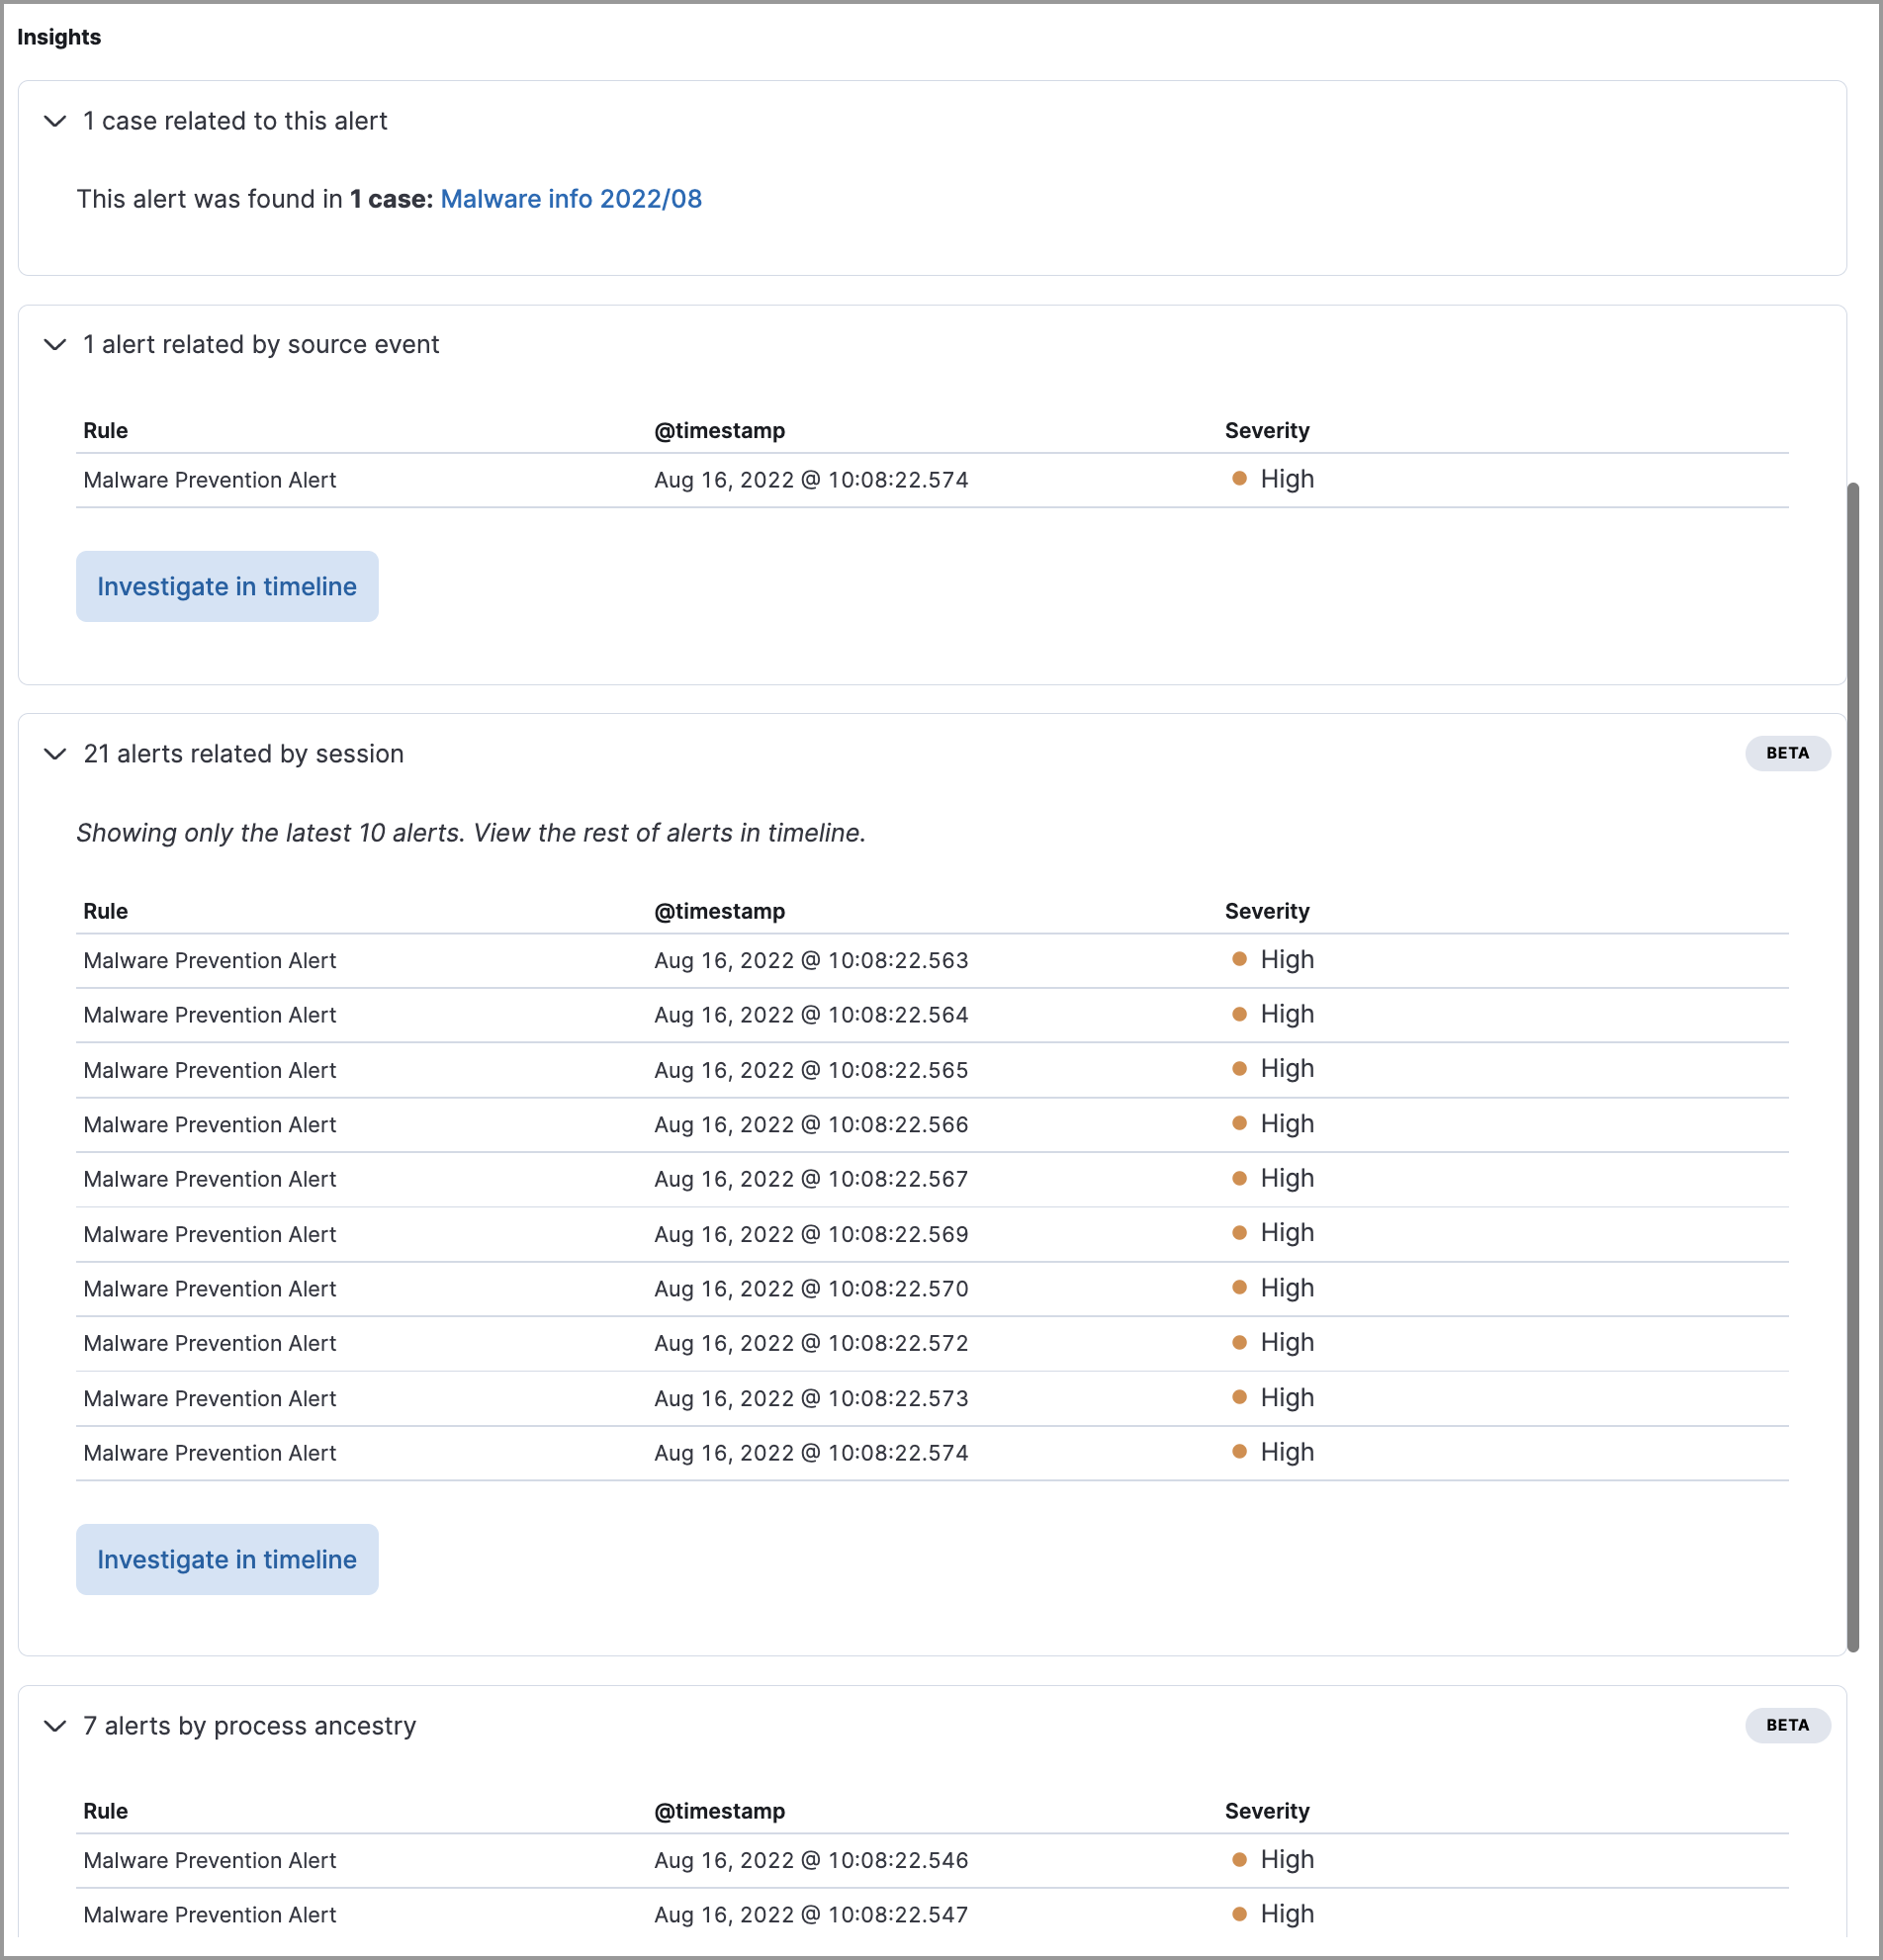 Insights
1 case related to this alert
This alert was found in 1 case: Malware info 2022/08
1 alert related by source event
Rule @timestamp Severity
Malware Prevention Alert Aug 16, 2022 @ 10:08:22.574 High
Investigate in timeline
21 alerts related by session BETA
Showing only the latest 10 alerts. View the rest of alerts in timeline.
Rule @timestamp Severity
Malware Prevention Alert Aug 16, 2022 @ 10:08:22.563 High
Malware Prevention Alert Aug 16, 2022 @ 10:08:22.564 High
Malware Prevention Alert Aug 16, 2022 @ 10:08:22.565 High
Malware Prevention Alert Aug 16, 2022 @ 10:08:22.566 High
Malware Prevention Alert Aug 16, 2022 @ 10:08:22.567 High
Malware Prevention Alert Aug 16, 2022 @ 10:08:22.569 High
Malware Prevention Alert Aug 16, 2022 @ 10:08:22.570 High
Malware Prevention Alert Aug 16, 2022 @ 10:08:22.572 High
Malware Prevention Alert Aug 16, 2022 @ 10:08:22.573 High
Malware Prevention Alert Aug 16, 2022 @ 10:08:22.574 High
Investigate in timeline
7 alerts by process ancestry BETA
Rule @timestamp Severity
Malware Prevention Alert Aug 16, 2022 @ 10:08:22.546 High
Malware Prevention Alert Aug 16, 2022 @ 10:08:22.547 High